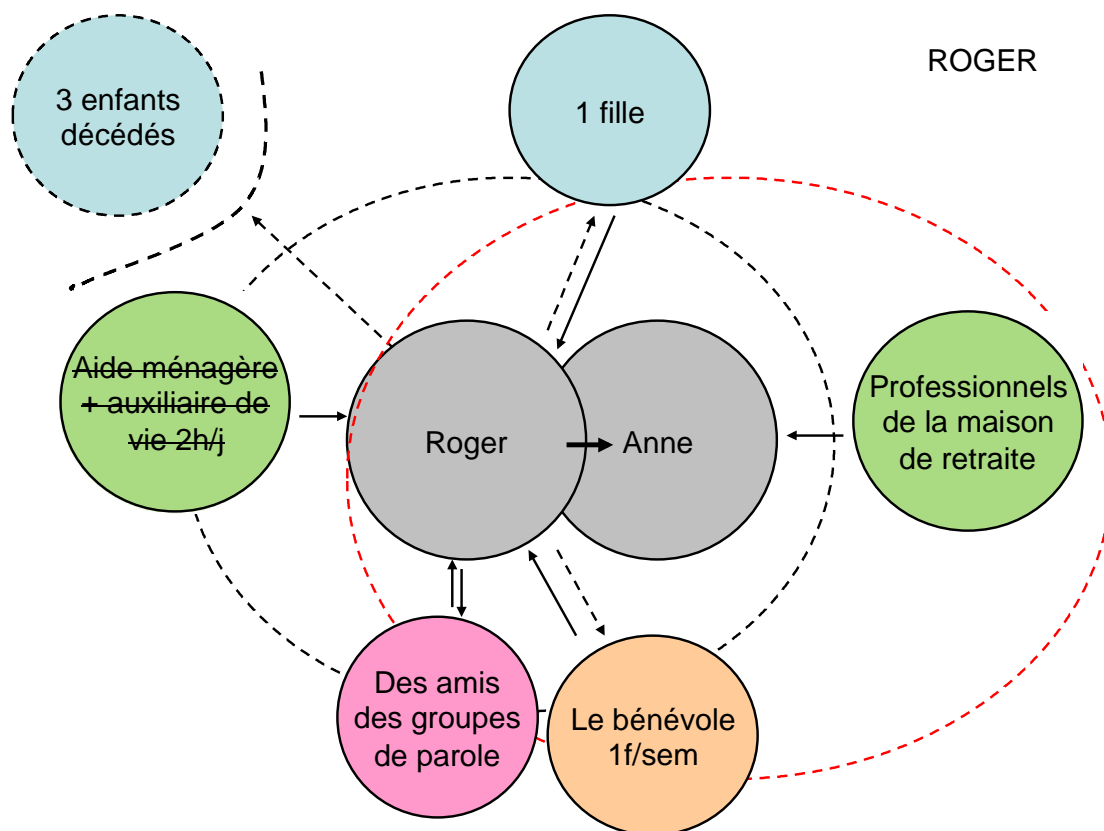 ROGER
3 enfants
décédés
1 fille
Aide ménagère
+ auxiliaire de
vie 2h/j
Roger
Anne
Professionnels
de la maison
de retraite
Des amis
des groupes
de parole
Le bénévole
1f/sem